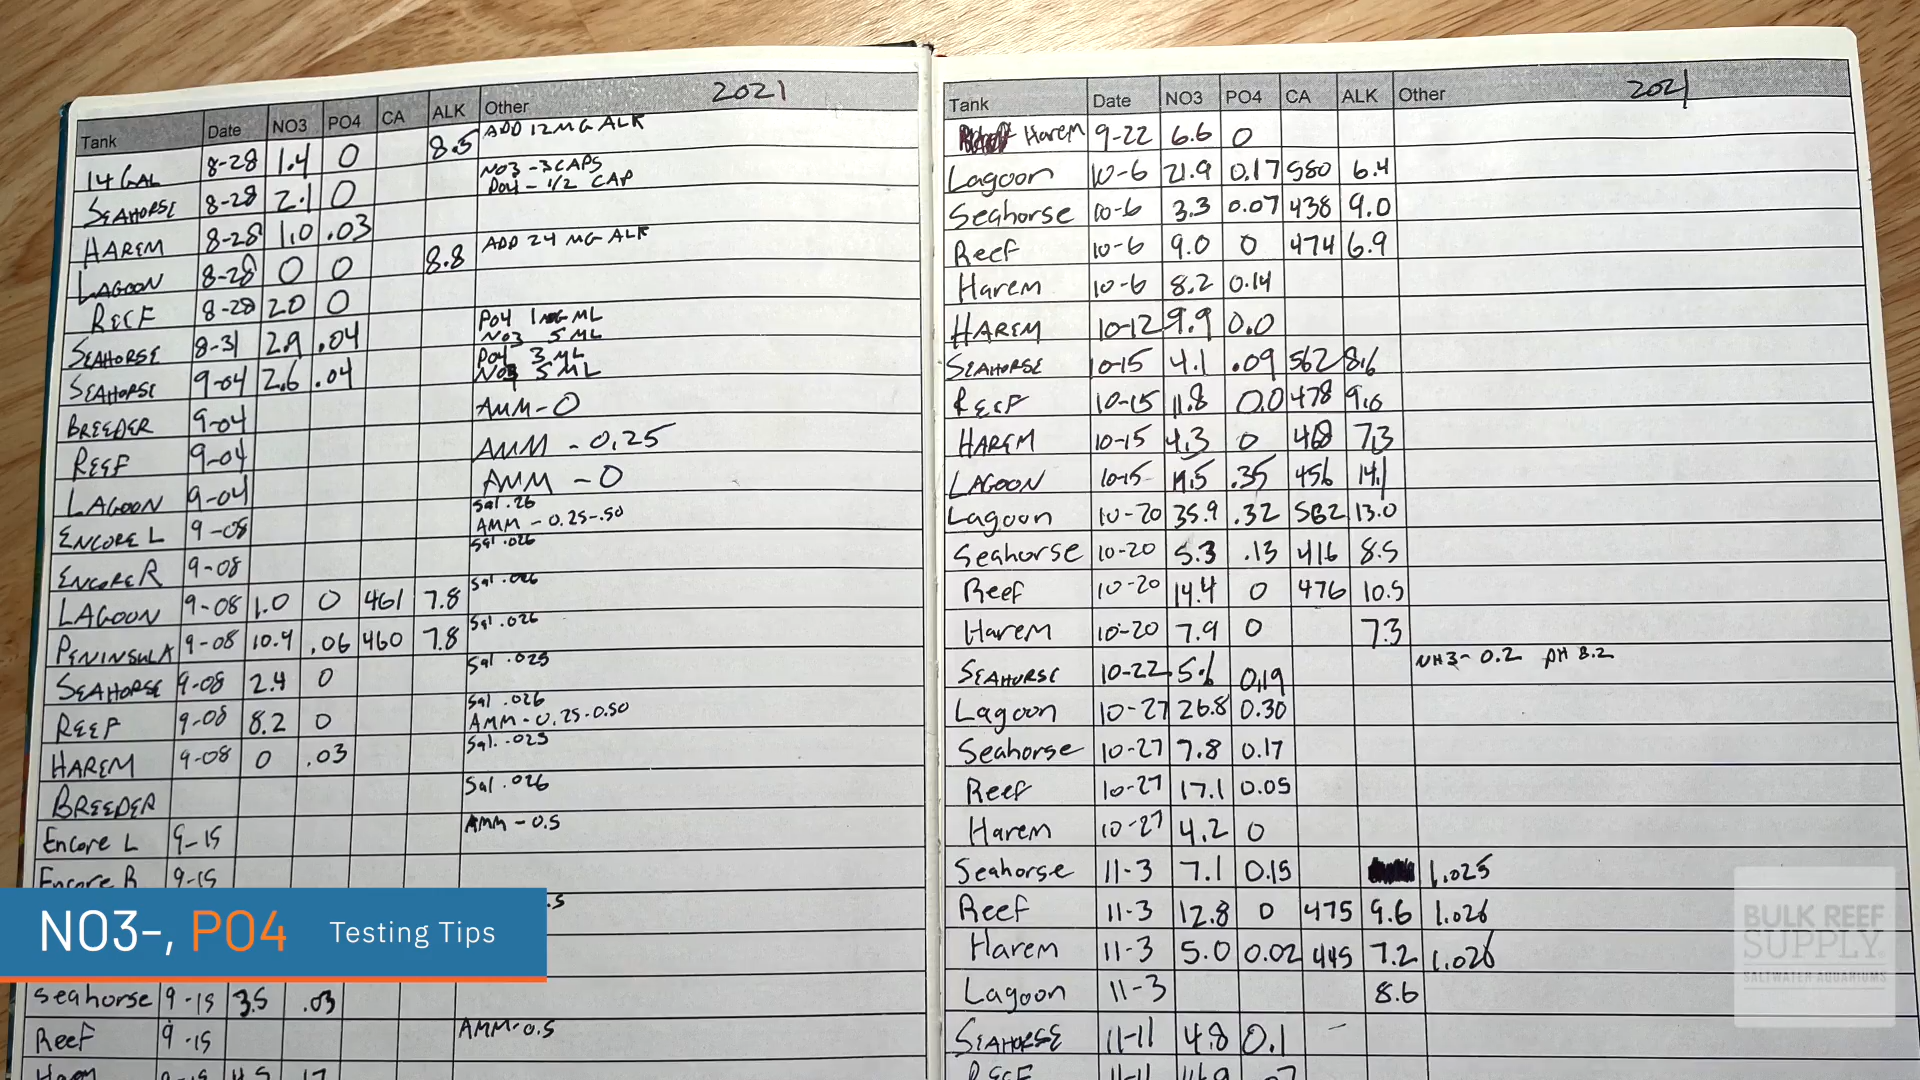 2021
Tank Date NO3 PO4 CA ALK Other
14 GAL 8-28 1.4 0 8.5 ADD 12 MG ALK
SEAHORSE 8-28 2.1 0 NO3 - 3 CAPS
PO4 - 1/2 CAP
HAREM 8-28 1.0 .03
LAGOON 8-28 0 0 8.8 ADD 24 MG ALK
REEF 8-28 2.0 0
SEAHORSE 8-31 2.9 .04 PO4 1 ML
NO3 5 ML
SEAHORSE 9-04 2.6 .04 PO4 3 ML
NO3 5 ML
BREEDER 9-04 AMM - 0
REEF 9-04 AMM - 0.25
LAGOON 9-04 AMM - 0
ENCORE L 9-08 Sal .26
AMM - 0.25-.50
ENCORE R 9-08 Sal .026
LAGOON 9-08 1.0 0 461 7.8 Sal .026
PENINSULA 9-08 10.4 .06 460 7.8 Sal .026
SEAHORSE 9-08 2.4 0 Sal .025
REEF 9-08 8.2 0 Sal .026
AMM - 0.25-0.50
HAREM 9-08 0 .03 Sal. .025
BREEDER Sal .026
Encore L 9-15 AMM - 0.5
Encore R 9-15
.5
Seahorse 9-15 3.5 .03
Reef 9-15 AMM - 0.5
2021
Tank Date NO3 PO4 CA ALK Other
Harem 9-22 6.6 0
Lagoon 10-6 21.9 0.17 580 6.4
Seahorse 10-6 3.3 0.07 438 9.0
Reef 10-6 9.0 0 474 6.9
Harem 10-6 8.2 0.14
HAREM 10-12 9.9 0.0
SEAHORSE 10-15 4.1 .09 562 8.6
REEF 10-15 11.8 0.0 478 9.6
HAREM 10-15 4.3 0 468 7.3
LAGOON 10-15 .35 456 14.1
Lagoon 10-20 35.9 .32 13.0
Seahorse 10-20 5.3 .13 416 8.5
Reef 10-20 14.4 0 476 10.5
Harem 10-20 7.9 0 7.3
SEAHORSE 10-22 5.6 0.19 NH3 - 0.2 PH 8.2
Lagoon 10-27 26.8 0.30
Seahorse 10-27 7.8 0.17
Reef 10-27 17.1 0.05
Harem 10-27 4.2 0
Seahorse 11-3 7.1 0.15 1.025
Reef 11-3 12.8 0 475 9.6 1.026
Harem 11-3 5.0 0.02 445 7.2 1.026
Lagoon 11-3 8.6
SEAHORSE 11-11 4.8 0.1
REEF 11-11
NO3-, PO4 Testing Tips
BULK REEF
SUPPLY
SALTWATER AQUARIUMS